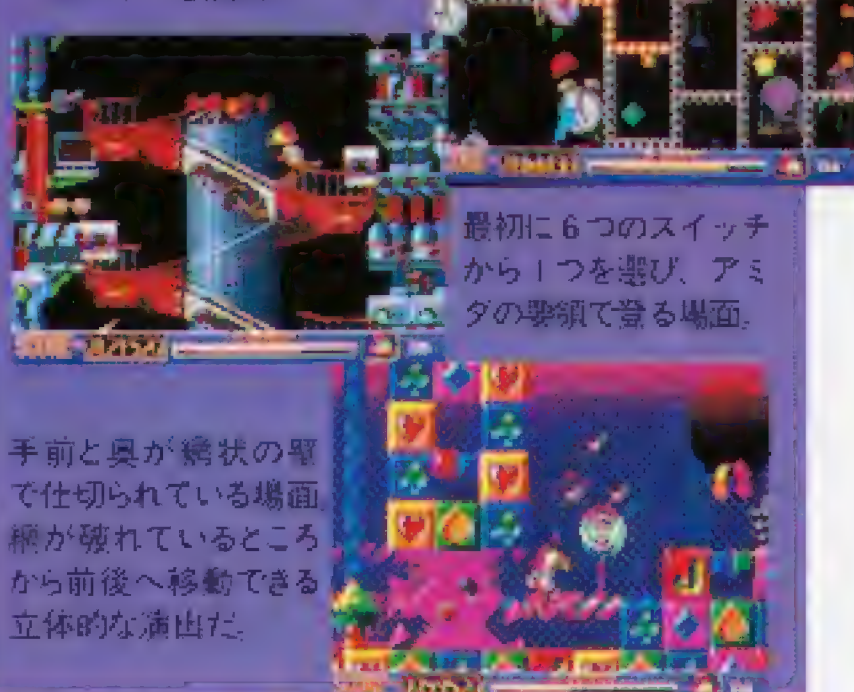 最初に6つのスイッチ
から1つを選び、アミ
ダの要領で登る場面。
手前と奥が網状の壁
で仕切られている場面
網が破れているところ
から前後へ移動できる
立体的な演出だ。